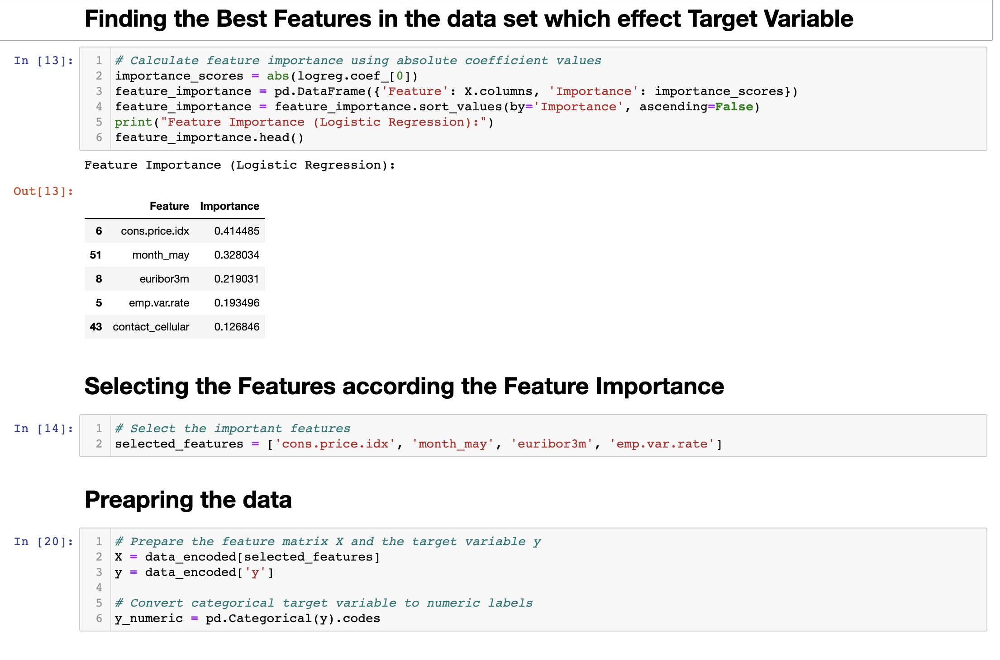 Finding the Best Features in the data set which effect Target Variable
In [13]:
1 # Calculate feature importance using absolute coefficient values
2 importance_scores = abs(logreg.coef_[0])
3 feature_importance = pd.DataFrame({'Feature': X.columns, 'Importance': importance_scores})
4 feature_importance = feature_importance.sort_values(by='Importance', ascending=False)
5 print("Feature Importance (Logistic Regression):")
6 feature_importance.head()
Feature Importance (Logistic Regression):
Out[13]:
Feature Importance
6 cons.price.idx 0.414485
51 month_may 0.328034
8 euribor3m 0.219031
5 emp.var.rate 0.193496
43 contact_cellular 0.126846
Selecting the Features according the Feature Importance
In [14]:
1 # Select the important features
2 selected_features = ['cons.price.idx', 'month_may', 'euribor3m', 'emp.var.rate']
Preapring the data
In [20]:
1 # Prepare the feature matrix X and the target variable y
2 X = data_encoded[selected_features]
3 y = data_encoded['y']
4
5 # Convert categorical target variable to numeric labels
6 y_numeric = pd.Categorical(y).codes